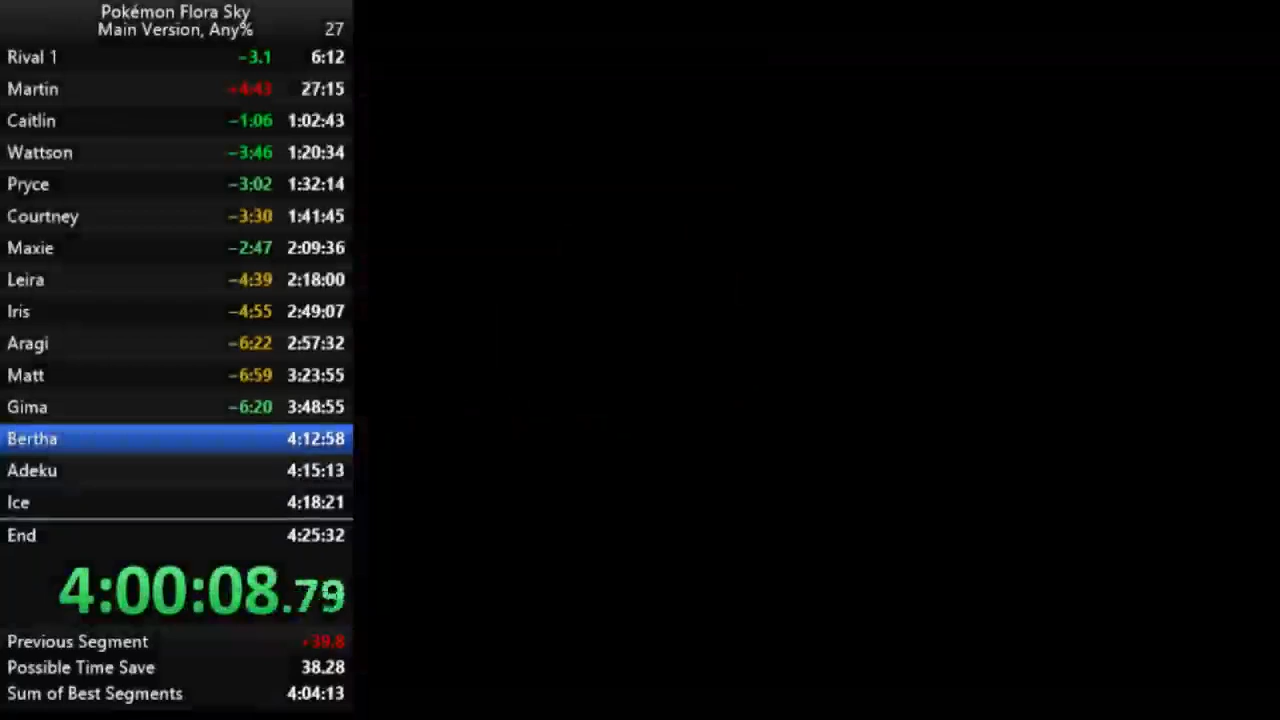 Pokémon Flora Sky
Main Version, Any% 27
Rival 1 -3.1 6:12
Martin +4:43 27:15
Caitlin -1:06 1:02:43
Wattson -3:46 1:20:34
Pryce -3:02 1:32:14
Courtney -3:30 1:41:45
Maxie -2:47 2:09:36
Leira -4:39 2:18:00
Iris -4:55 2:49:07
Aragi -6:22 2:57:32
Matt -6:59 3:23:55
Gima -6:20 3:48:55
Bertha 4:12:58
Adeku 4:15:13
Ice 4:18:21
End 4:25:32
4:00:08.79
Previous Segment +39.8
Possible Time Save 38.28
Sum of Best Segments 4:04:13